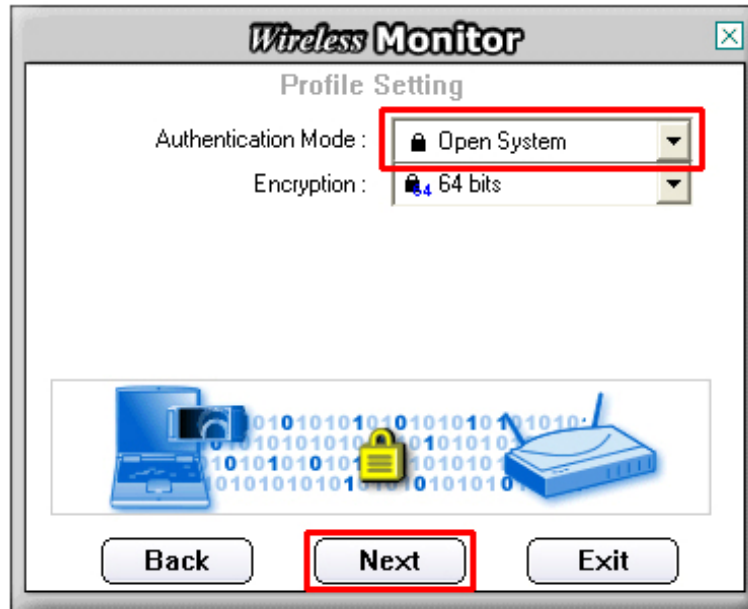 Wireless Monitor
Profile Setting
Authentication Mode : Open System
Encryption : 64 64 bits
Back Next Exit